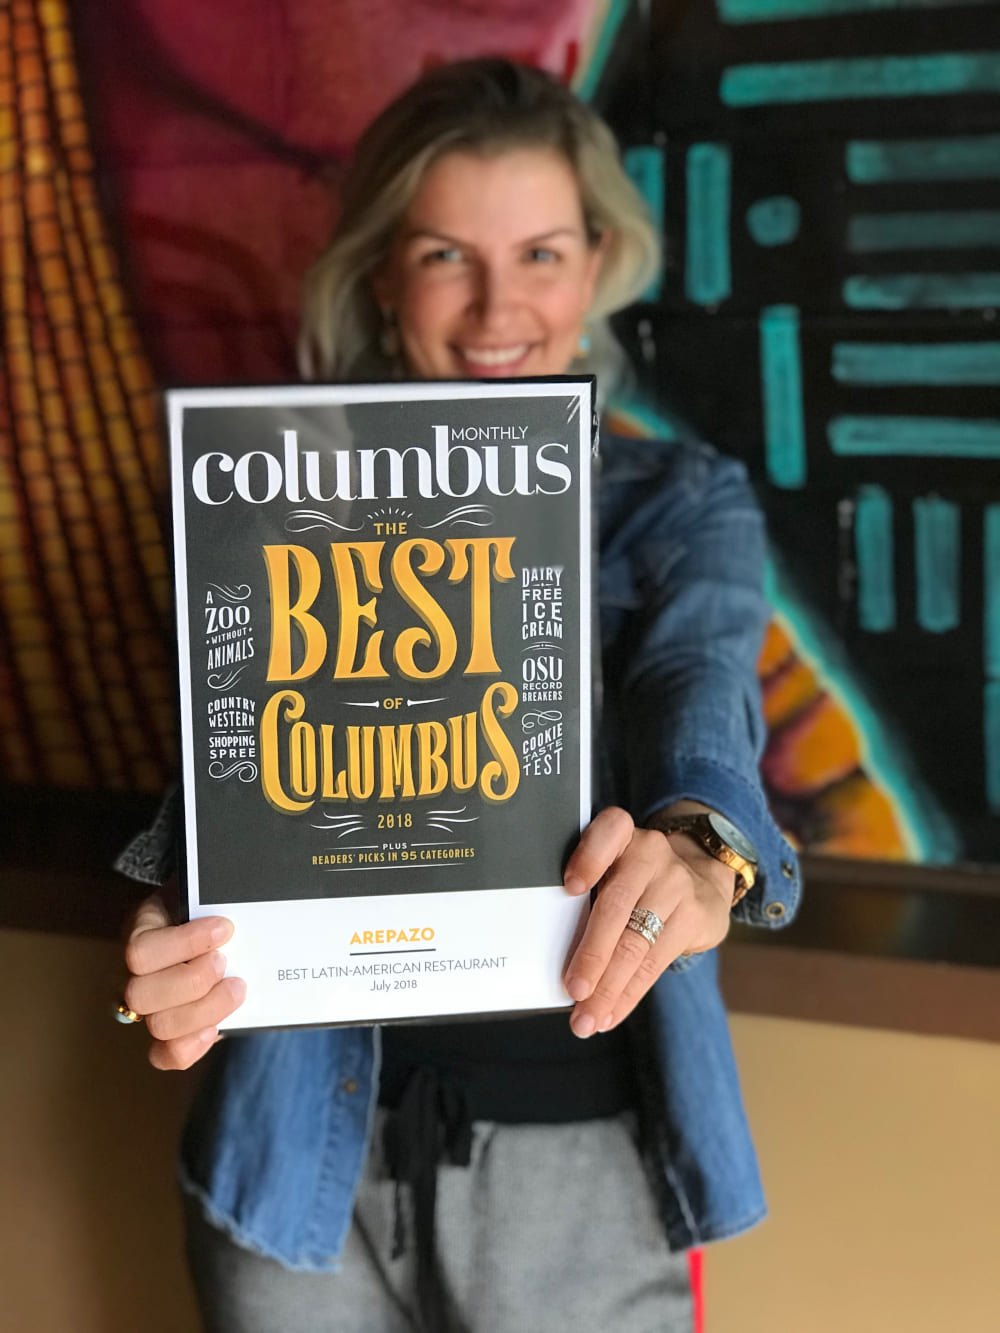 MONTHLY
columbus
THE
BEST
OF
COLUMBUS
2018
PLUS
READERS' PICKS IN 95 CATEGORIES
A
ZOO
WITHOUT
ANIMALS
COUNTRY
WESTERN
SHOPPING
SPREE
DAIRY
FREE
ICE
CREAM
OSU
RECORD
BREAKERS
COOKIE
TASTE
TEST
AREPAZO
BEST LATIN-AMERICAN RESTAURANT
July 2018